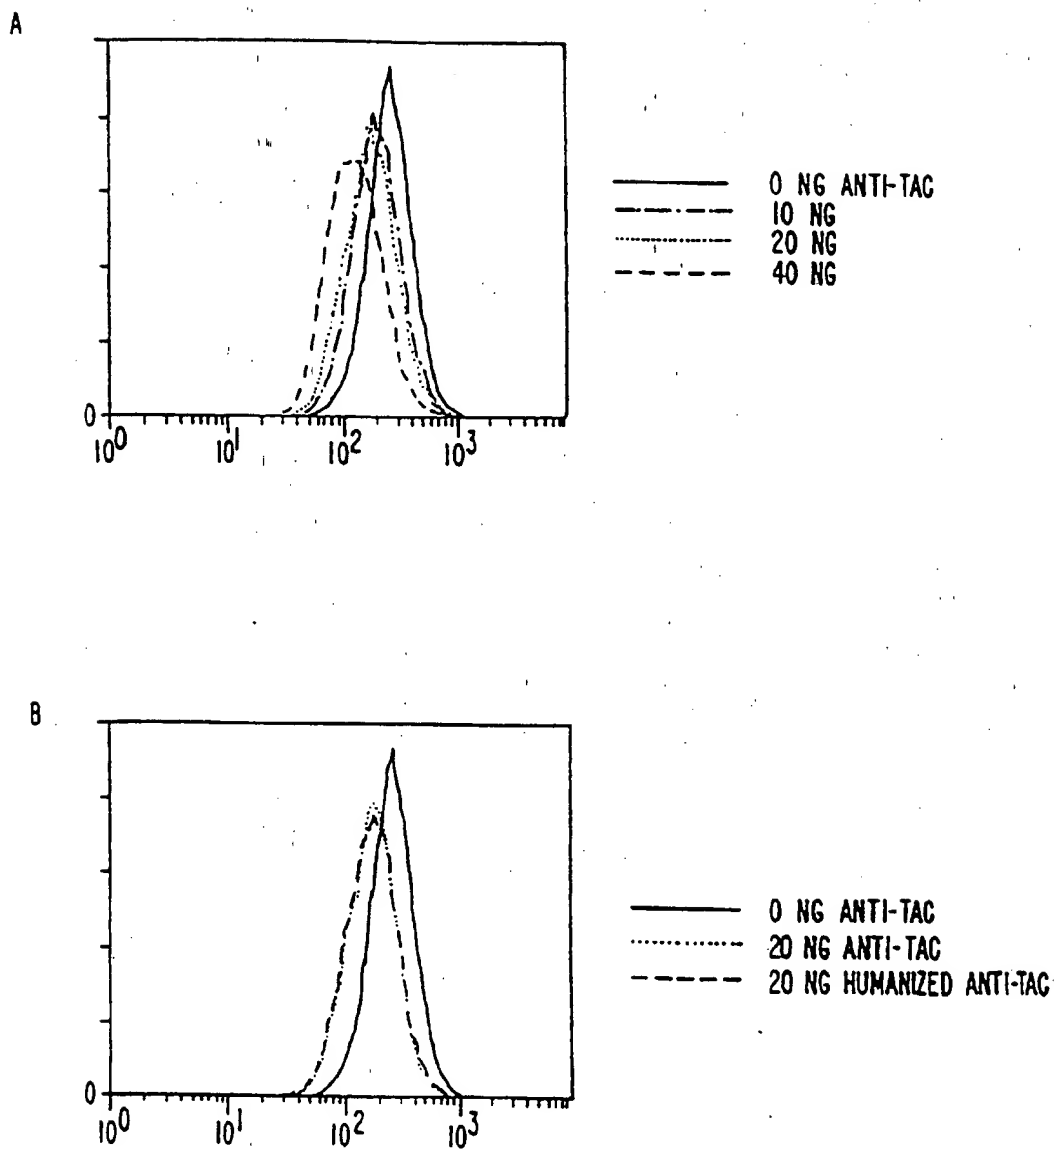 A
0 NG ANTI-TAC
10 NG
20 NG
40 NG
0
10^0 10^1 10^2 10^3
B
0 NG ANTI-TAC
20 NG ANTI-TAC
20 NG HUMANIZED ANTI-TAC
0
10^0 10^1 10^2 10^3